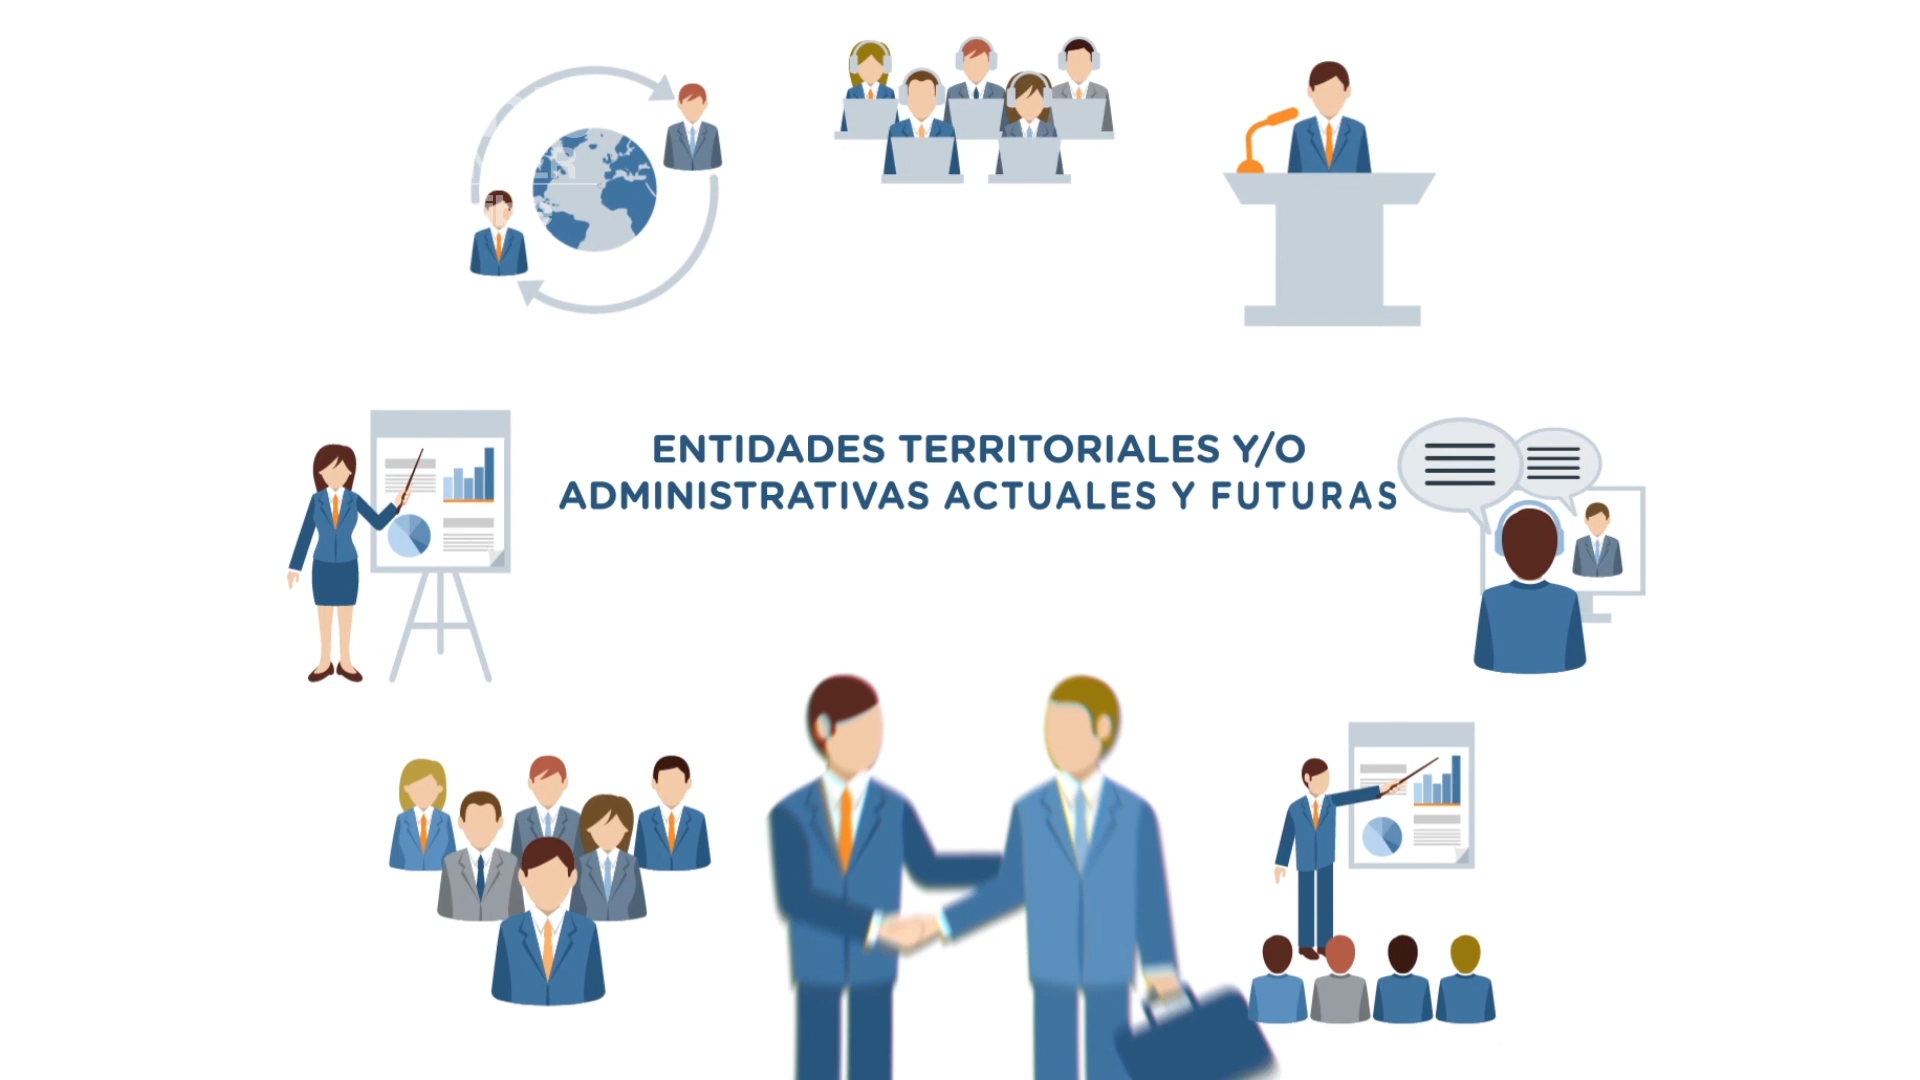 ENTIDADES TERRITORIALES Y/O
ADMINISTRATIVAS ACTUALES Y FUTURAS